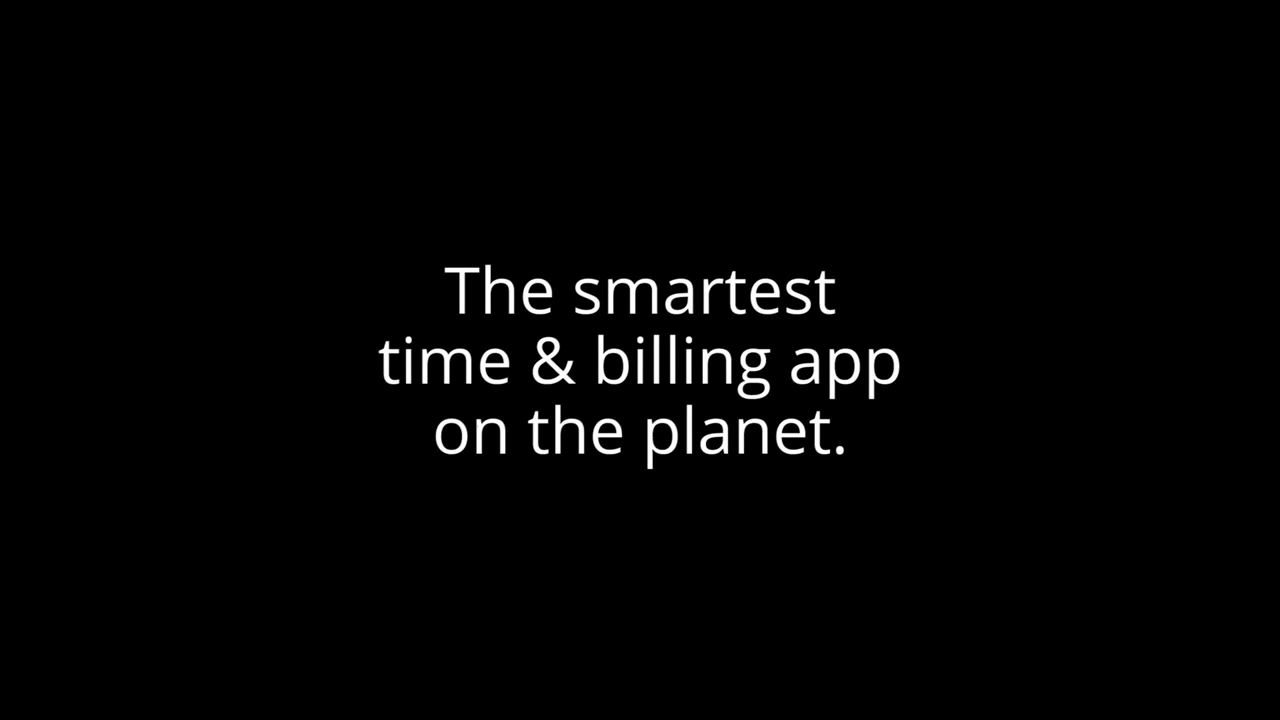 The smartest
time & billing app
on the planet.